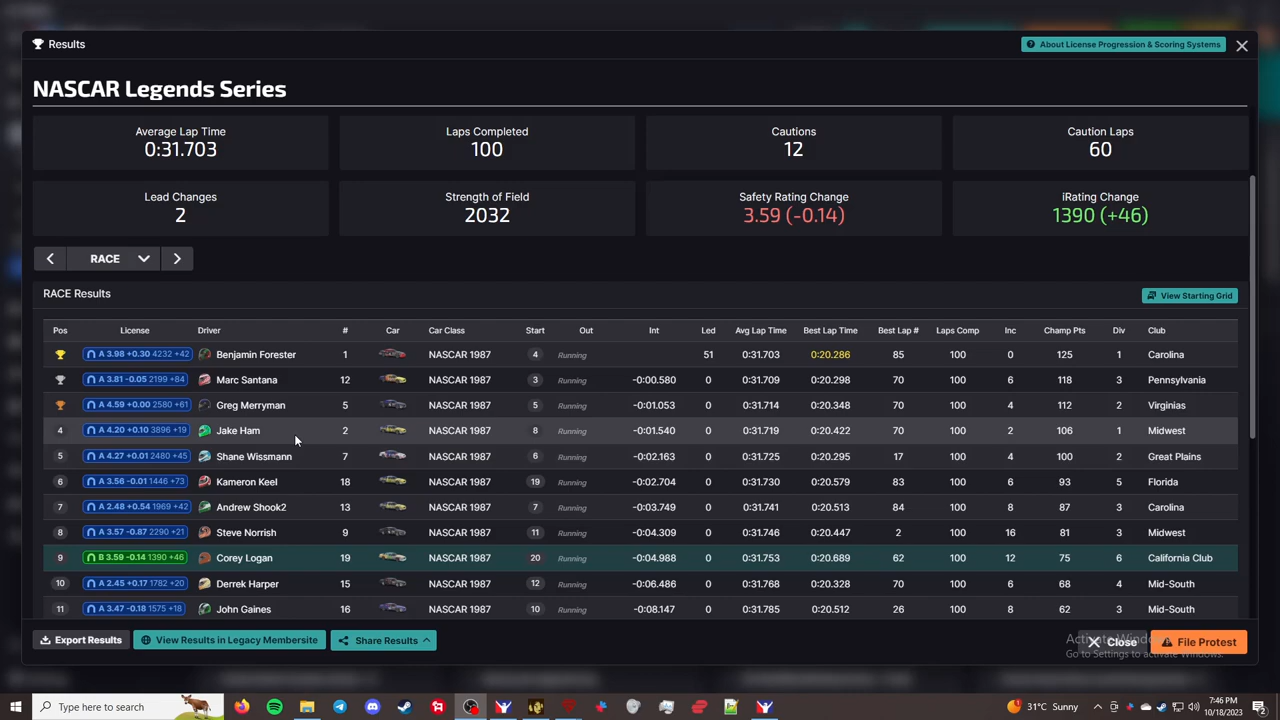 Results
About License Progression & Scoring Systems
NASCAR Legends Series
Average Lap Time Laps Completed Cautions Caution Laps
0:31.703 100 12 60
Lead Changes Strength of Field Safety Rating Change iRating Change
2 2032 3.59 (-0.14) 1390 (+46)
RACE
RACE Results
View Starting Grid
Pos License Driver # Car Car Class Start Out Int Led Avg Lap Time Best Lap Time Best Lap # Laps Comp Inc Champ Pts Div Club
A 3.98 +0.30 4232 +42 Benjamin Forester 1 NASCAR 1987 4 Running 51 0:31.703 0:20.286 85 100 0 125 1 Carolina
A 3.81 -0.05 2199 +84 Marc Santana 12 NASCAR 1987 3 Running -0:00.580 0 0:31.709 0:20.298 70 100 6 118 3 Pennsylvania
A 4.59 +0.00 2580 +61 Greg Merryman 5 NASCAR 1987 5 Running -0:01.053 0 0:31.714 0:20.348 70 100 4 112 2 Virginias
4 A 4.20 +0.10 3896 +19 Jake Ham 2 NASCAR 1987 8 Running -0:01.540 0 0:31.719 0:20.422 70 100 2 106 1 Midwest
5 A 4.27 +0.01 2480 +45 Shane Wissmann 7 NASCAR 1987 6 Running -0:02.163 0 0:31.725 0:20.295 17 100 4 100 2 Great Plains
6 A 3.56 -0.01 1446 +73 Kameron Keel 18 NASCAR 1987 19 Running -0:02.704 0 0:31.730 0:20.579 83 100 6 93 5 Florida
7 A 2.48 +0.54 1969 +42 Andrew Shook2 13 NASCAR 1987 7 Running -0:03.749 0 0:31.741 0:20.513 84 100 8 87 3 Carolina
8 A 3.57 -0.87 2290 +21 Steve Norrish 9 NASCAR 1987 11 Running -0:04.309 0 0:31.746 0:20.447 2 100 16 81 3 Midwest
9 B 3.59 -0.14 1390 +46 Corey Logan 19 NASCAR 1987 20 Running -0:04.988 0 0:31.753 0:20.689 62 100 12 75 6 California Club
10 A 2.45 +0.17 1782 +20 Derrek Harper 15 NASCAR 1987 12 Running -0:06.486 0 0:31.768 0:20.328 70 100 6 68 4 Mid-South
11 A 3.47 -0.18 1575 +18 John Gaines 16 NASCAR 1987 10 Running -0:08.147 0 0:31.785 0:20.512 26 100 8 62 3 Mid-South
Export Results View Results in Legacy Membersite Share Results Close File Protest
Go to Settings to activate Windows.
Type here to search
31°C Sunny
7:46 PM
10/18/2023